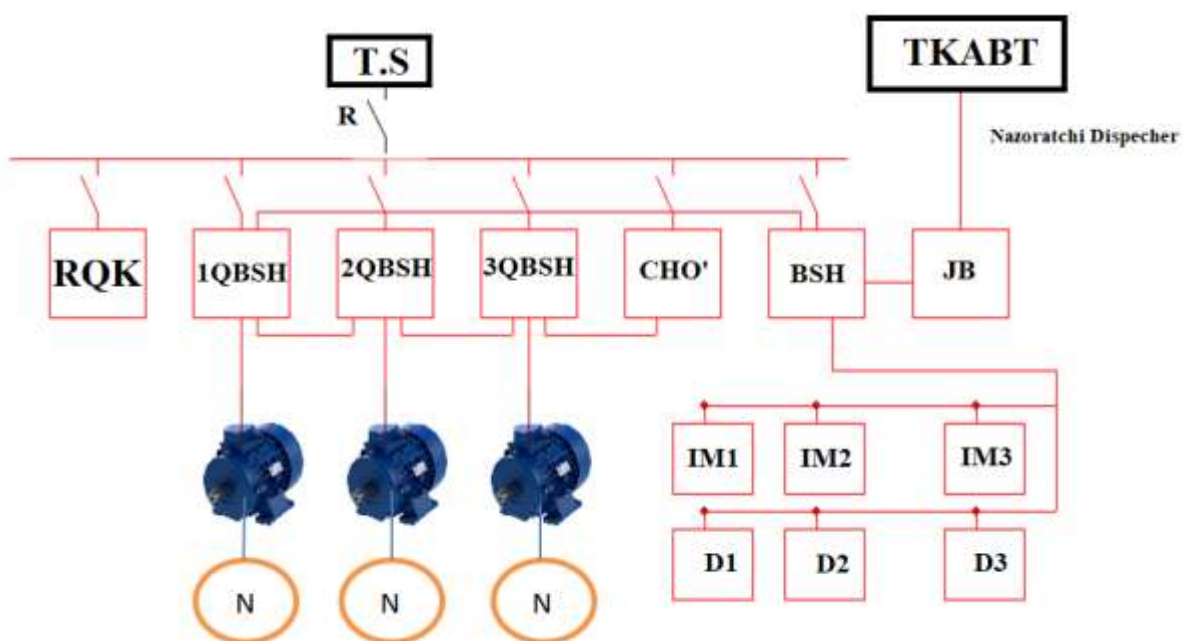 T.S
TKABT
R
Nazoratchi Dispecher
RQK
1QBSH
2QBSH
3QBSH
CHO'
BSH
JB
IM1
IM2
IM3
D1
D2
D3
N
N
N